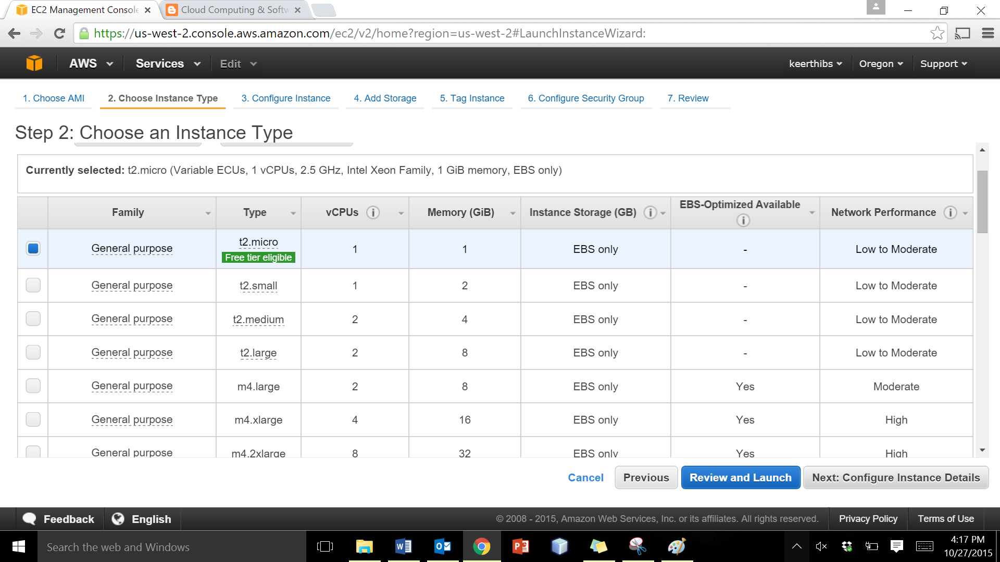 EC2 Management Console
Cloud Computing & Softw
https://us-west-2.console.aws.amazon.com/ec2/v2/home?region=us-west-2#LaunchInstanceWizard:
AWS Services Edit keerthibs Oregon Support
1. Choose AMI 2. Choose Instance Type 3. Configure Instance 4. Add Storage 5. Tag Instance 6. Configure Security Group 7. Review
Step 2: Choose an Instance Type
Currently selected: t2.micro (Variable ECUs, 1 vCPUs, 2.5 GHz, Intel Xeon Family, 1 GiB memory, EBS only)
Family Type vCPUs i Memory (GiB) Instance Storage (GB) i EBS-Optimized Available i Network Performance i
General purpose t2.micro 1 1 EBS only - Low to Moderate
Free tier eligible
General purpose t2.small 1 2 EBS only - Low to Moderate
General purpose t2.medium 2 4 EBS only - Low to Moderate
General purpose t2.large 2 8 EBS only - Low to Moderate
General purpose m4.large 2 8 EBS only Yes Moderate
General purpose m4.xlarge 4 16 EBS only Yes High
General purpose m4.2xlarge 8 32 EBS only Yes High
Cancel Previous Review and Launch Next: Configure Instance Details
Feedback English © 2008 - 2015, Amazon Web Services, Inc. or its affiliates. All rights reserved. Privacy Policy Terms of Use
Search the web and Windows
4:17 PM
10/27/2015